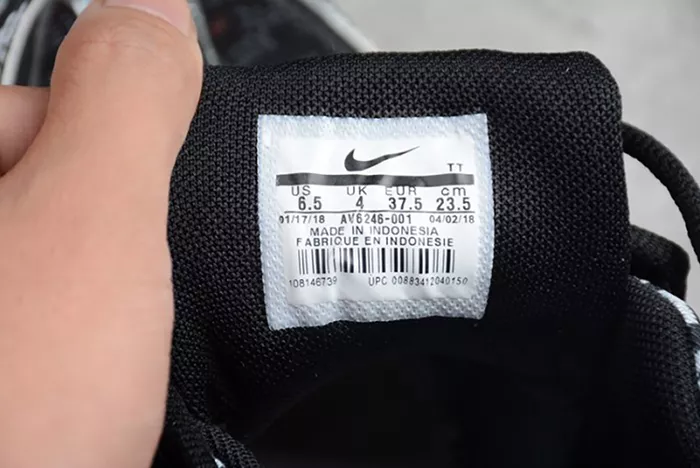 TT
US UK EUR cm
6.5 4 37.5 23.5
01/17/18 AV6246-001 04/02/18
MADE IN INDONESIA
FABRIQUE EN INDONESIE
108146739 UPC 00883412040150